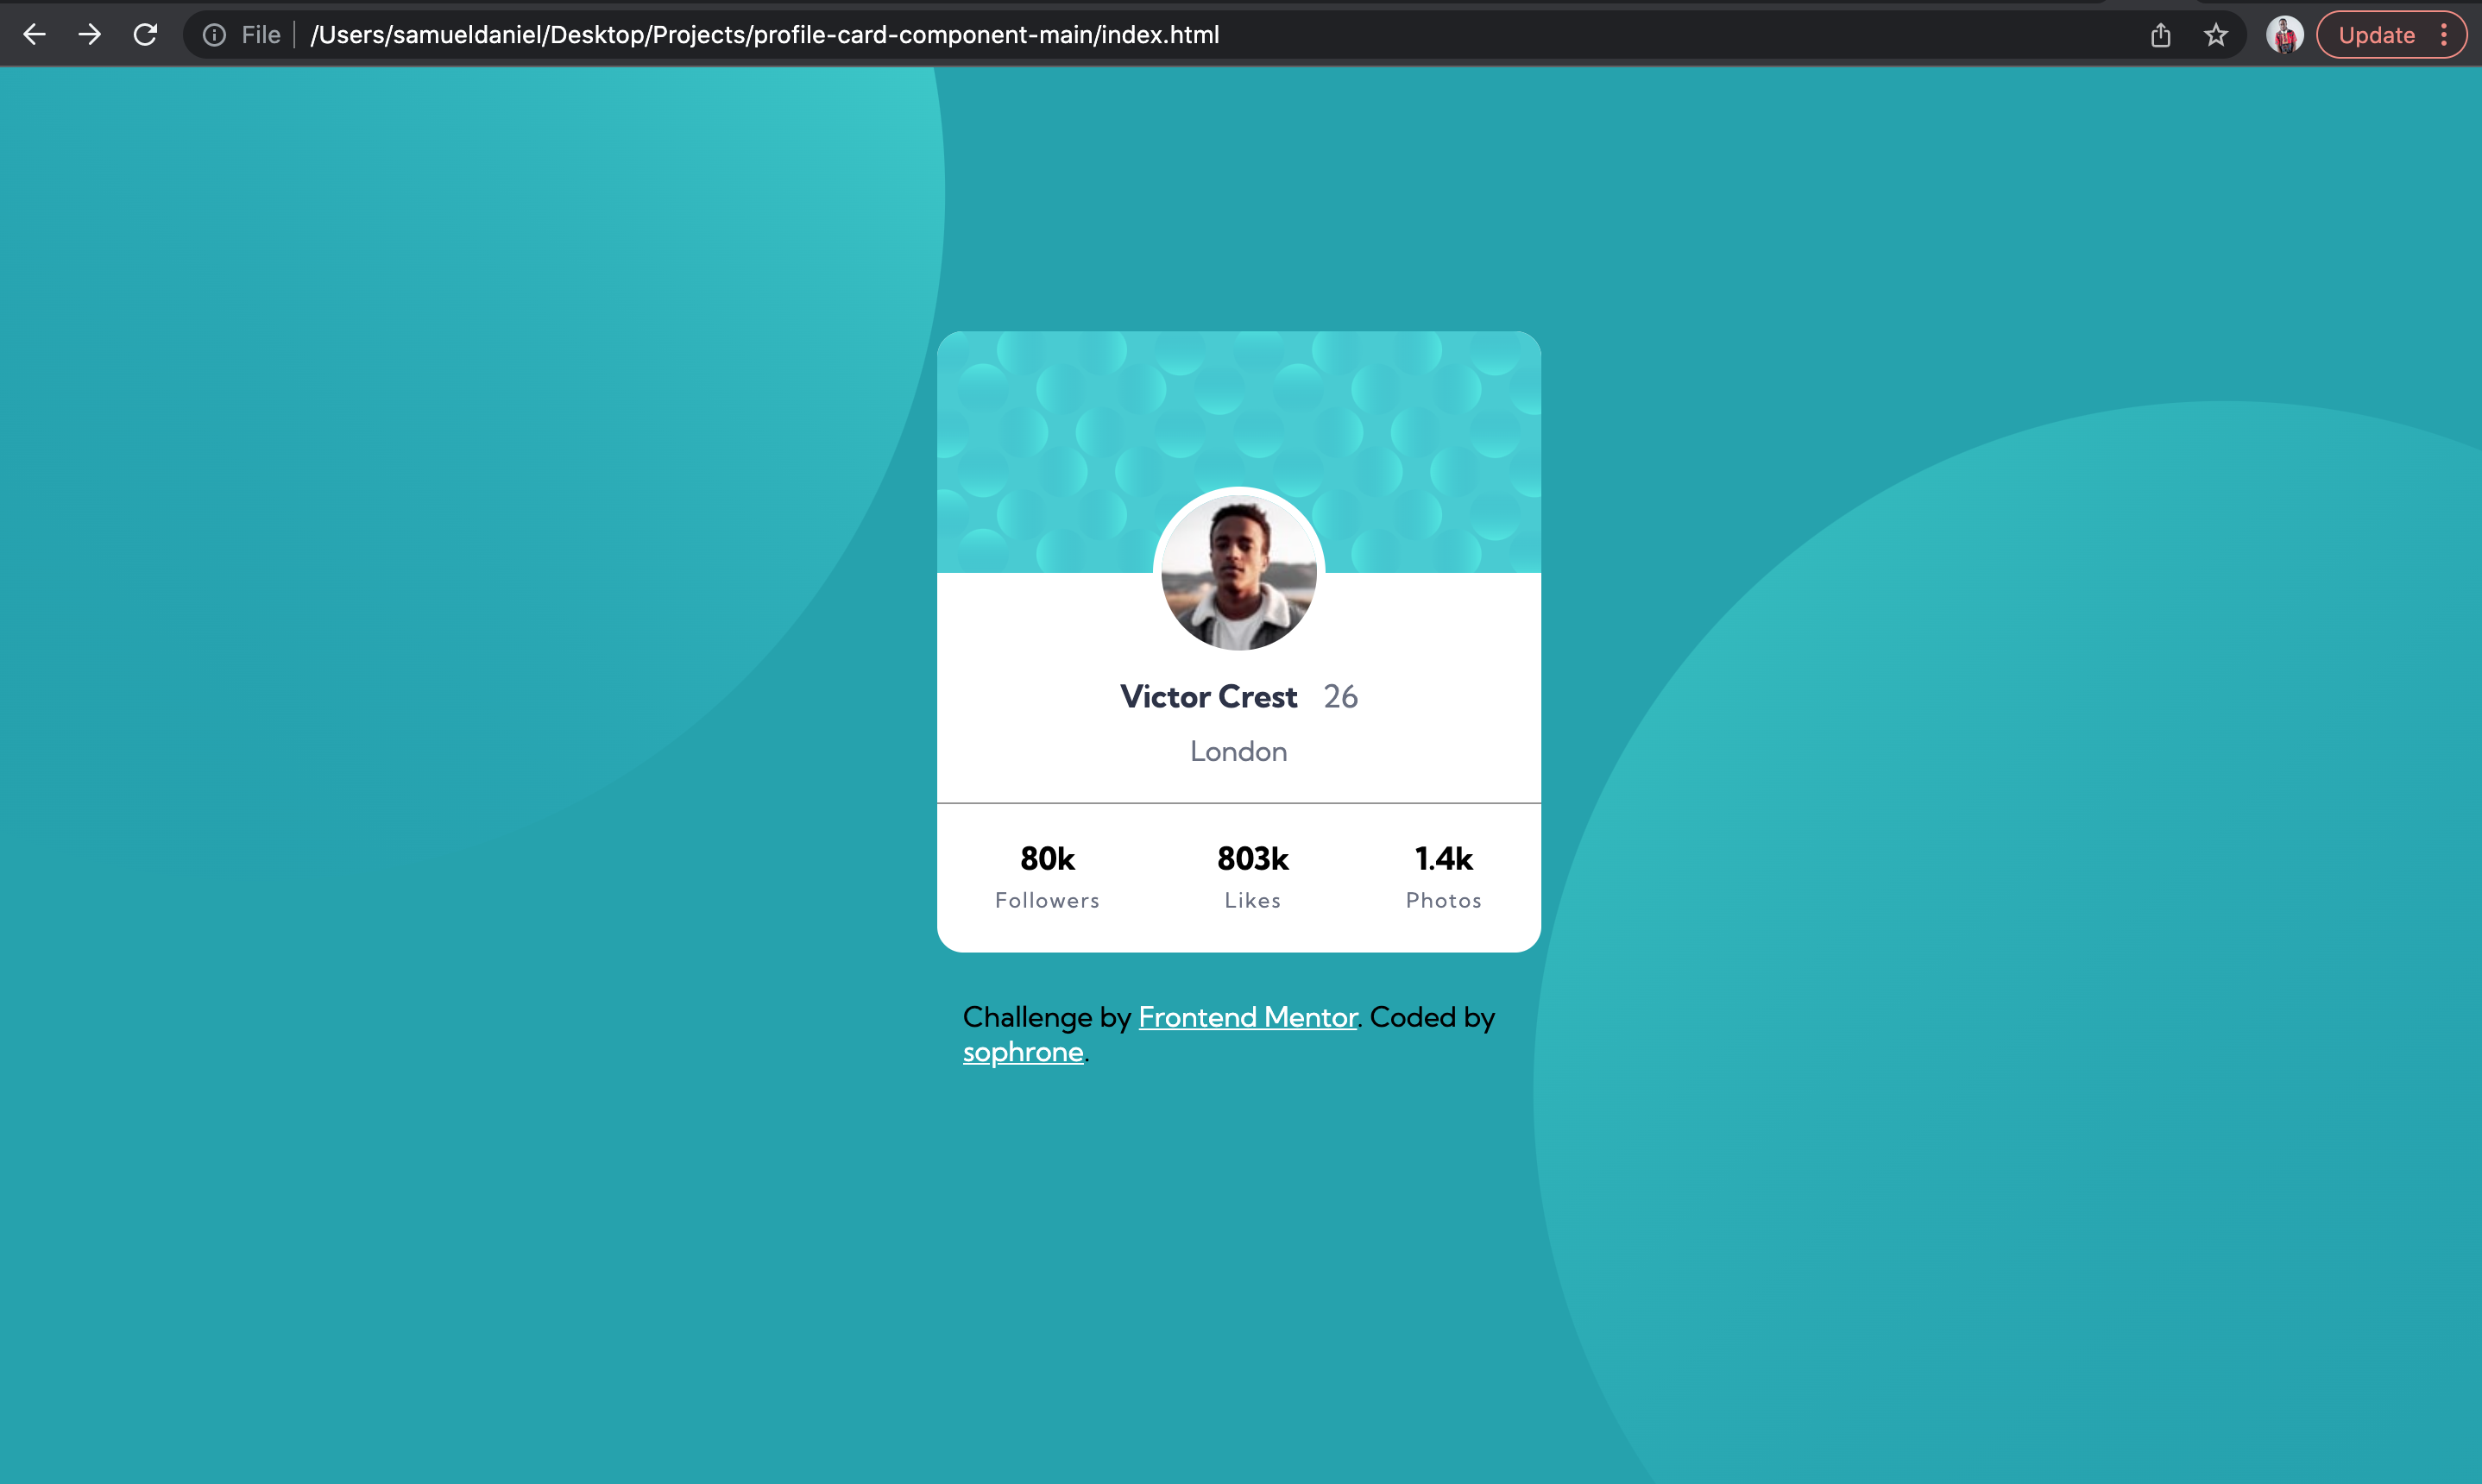 File /Users/samueldaniel/Desktop/Projects/profile-card-component-main/index.html Update
Victor Crest 26
London
80k 803k 1.4k
Followers Likes Photos
Challenge by Frontend Mentor. Coded by
sophrone.